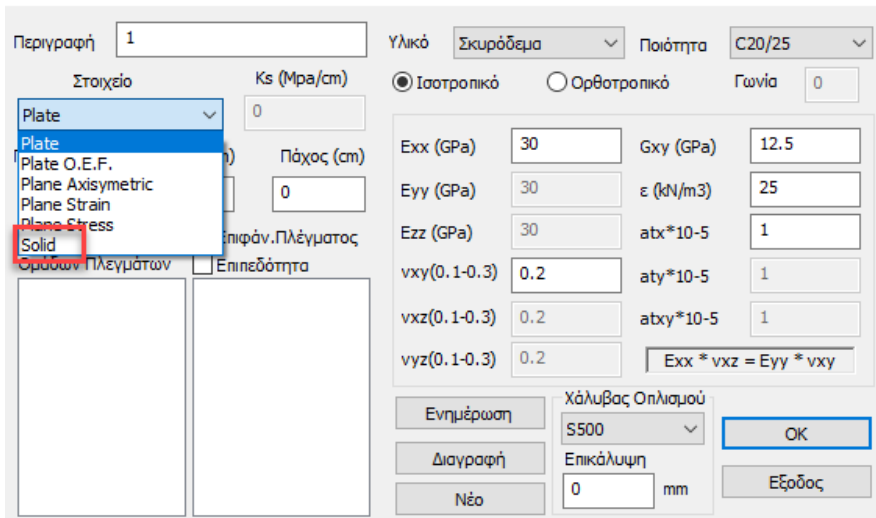 Περιγραφή 1 Υλικό Σκυρόδεμα Ποιότητα C20/25
Στοιχείο Ks (Mpa/cm) Ισοτροπικό Ορθοτροπικό Γωνία 0
Plate 0
Plate
Plate O.E.F. Πάχος (cm) Exx (GPa) 30 Gxy (GPa) 12.5
Plane Axisymetric
Plane Strain 0 Eyy (GPa) 30 ε (kN/m3) 25
Plane Stress
Solid Επιφάν.Πλέγματος Ezz (GPa) 30 atx*10-5 1
Ομάδων Πλεγμάτων Επιπεδότητα
vxy(0.1-0.3) 0.2 aty*10-5 1
vxz(0.1-0.3) 0.2 atxy*10-5 1
vyz(0.1-0.3) 0.2 Exx * vxz = Eyy * vxy
Ενημέρωση Χάλυβας Οπλισμού
S500 OK
Διαγραφή Επικάλυψη
Νέο 0 mm Εξοδος